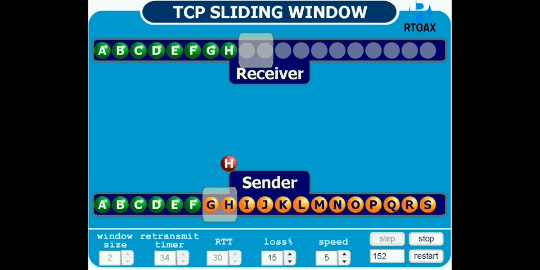 TCP SLIDING WINDOW
RTOAX
A B C D E F G H
Receiver
H
Sender
A B C D E F G H I J K L M N O P Q R S
window size retransmit timer RTT loss% speed step stop
2 34 30 15 5 152 restart